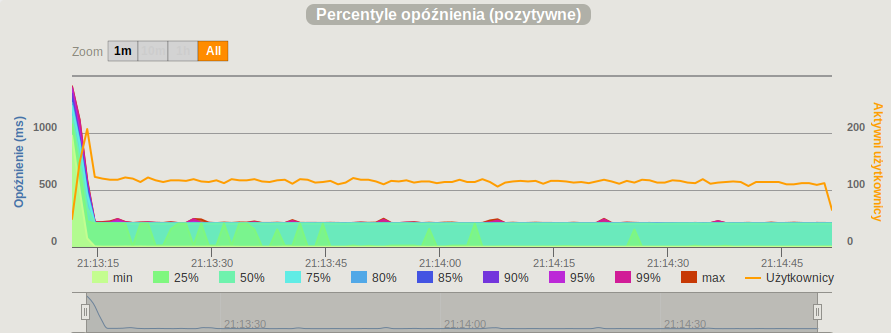 Percentyle opóźnienia (pozytywne)
Zoom 1m 10m 1h All
Opóźnienie (ms)
1000
500
0
Aktywni użytkownicy
200
100
0
21:13:15 21:13:30 21:13:45 21:14:00 21:14:15 21:14:30 21:14:45
min 25% 50% 75% 80% 85% 90% 95% 99% max Użytkownicy
21:13:30 21:14:00 21:14:30